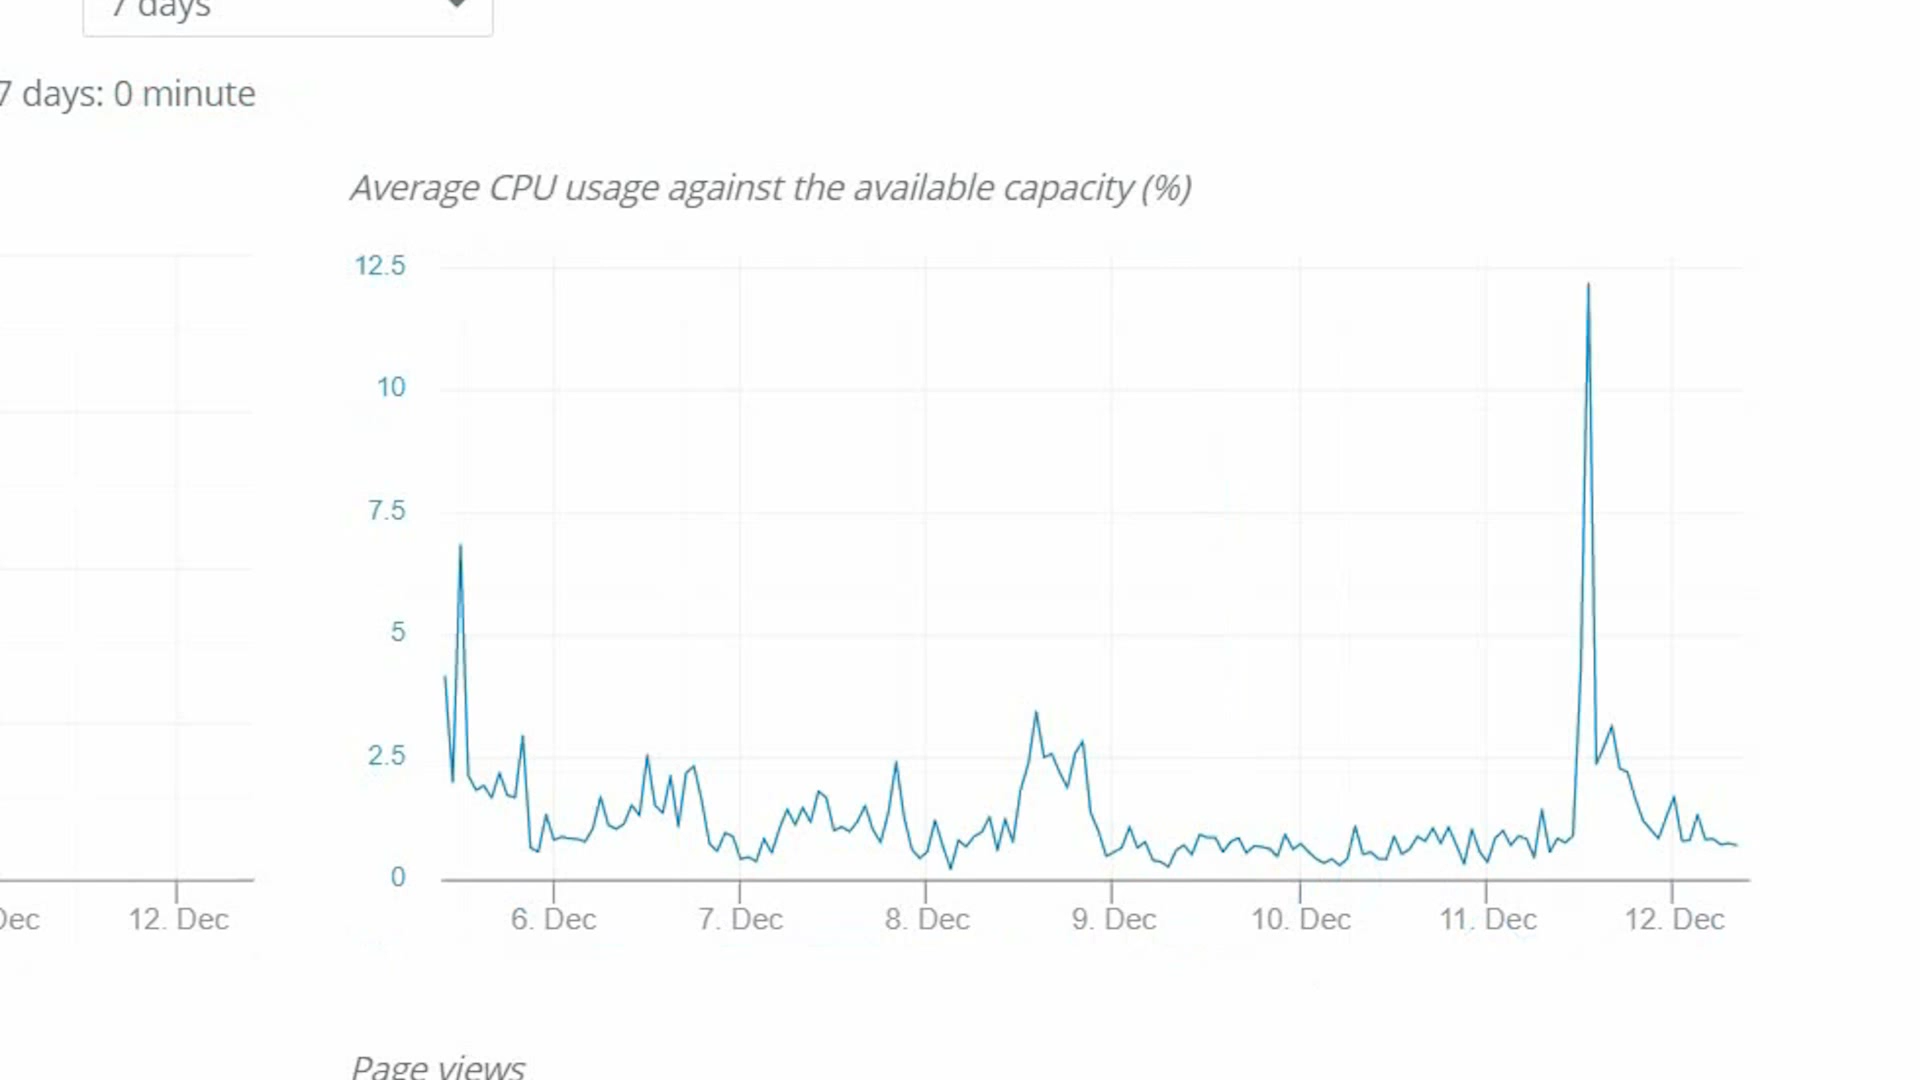 7 days
7 days: 0 minute
Average CPU usage against the available capacity (%)
12.5
10
7.5
5
2.5
0
Dec
12. Dec
6. Dec
7. Dec
8. Dec
9. Dec
10. Dec
11. Dec
12. Dec
Page views